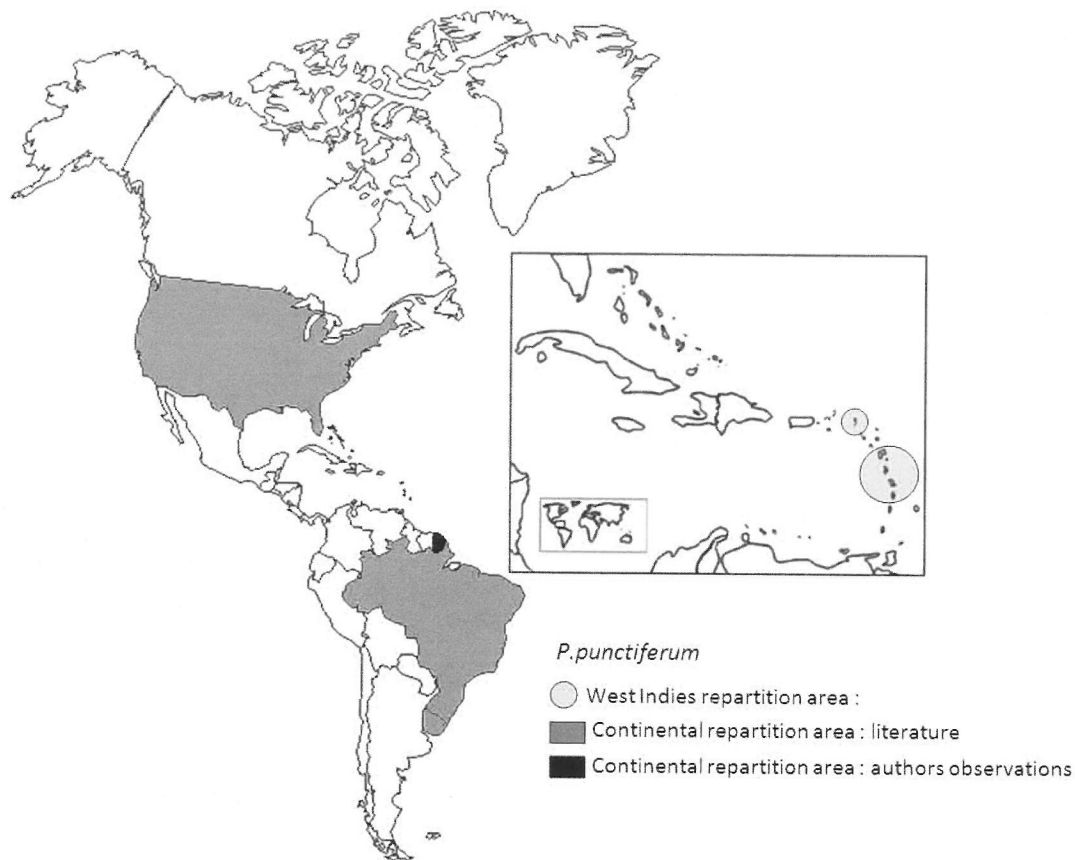 P.punctiferum
West Indies repartition area :
Continental repartition area : literature
Continental repartition area : authors observations